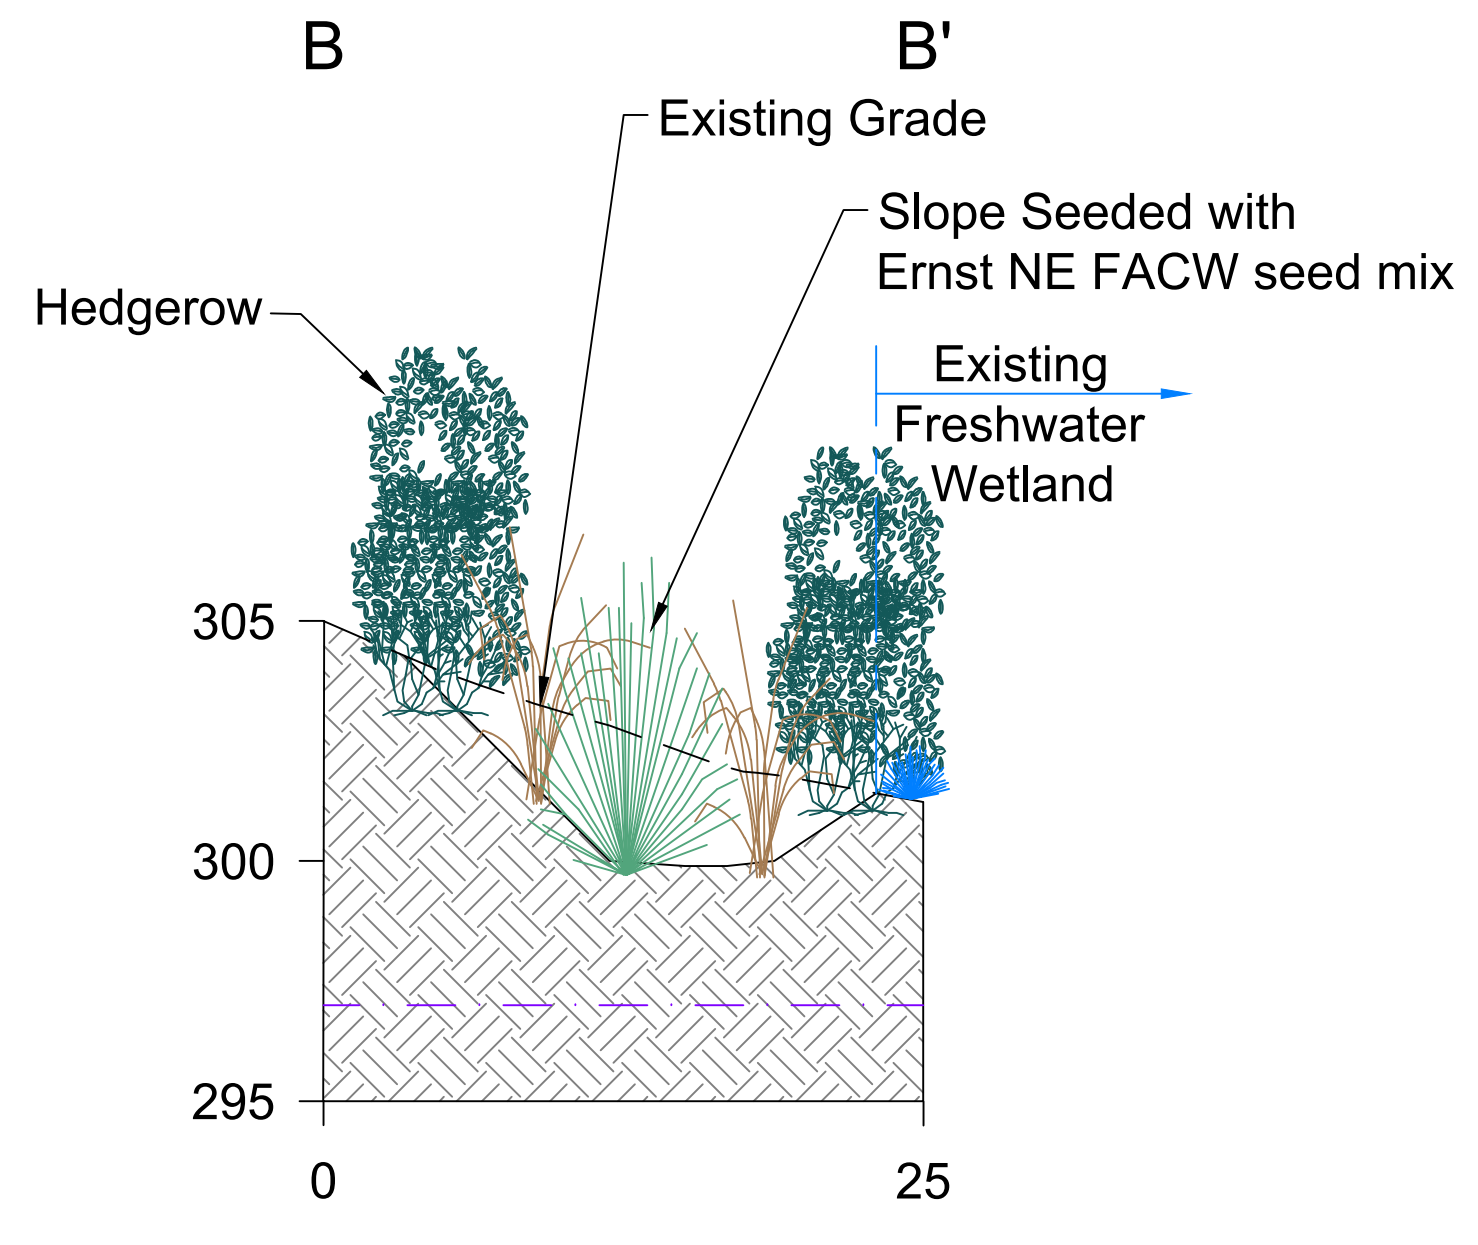 B
B'
Existing Grade
Slope Seeded with
Ernst NE FACW seed mix
Hedgerow
Existing
Freshwater
Wetland
305
300
295
0
25